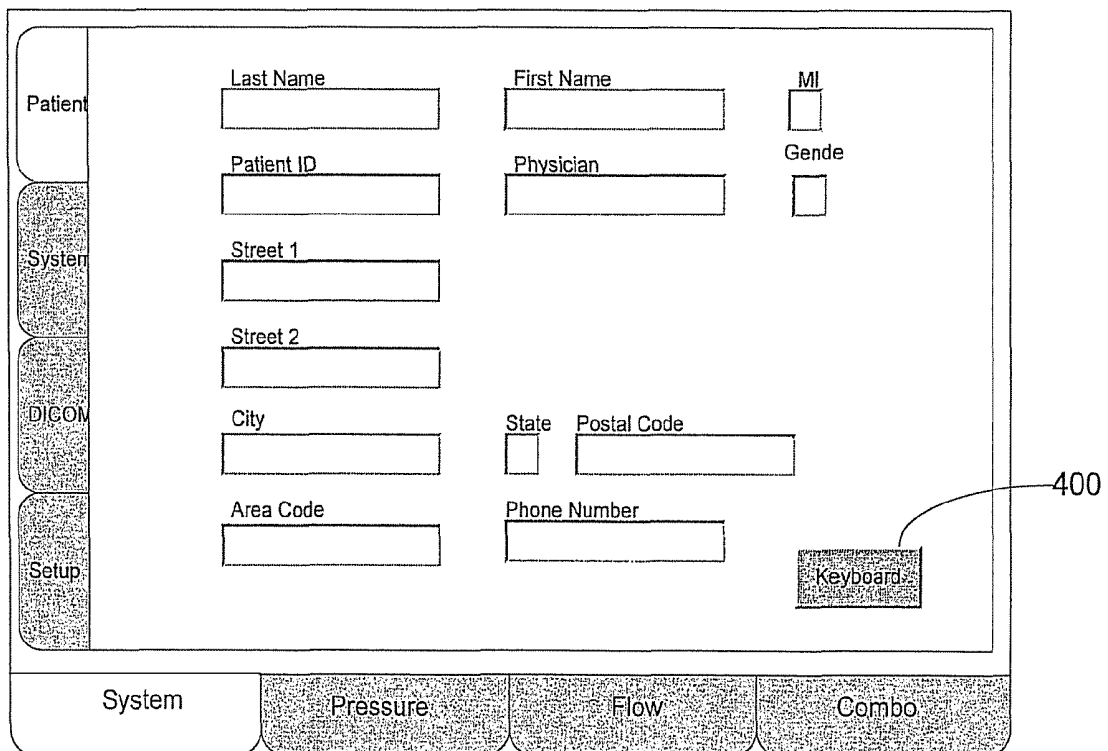 Last Name First Name MI
Patient
Patient ID Physician Gende
System
Street 1
Street 2
DICOM
City State Postal Code
400
Area Code Phone Number
Setup
Keyboard
System Pressure Flow Combo